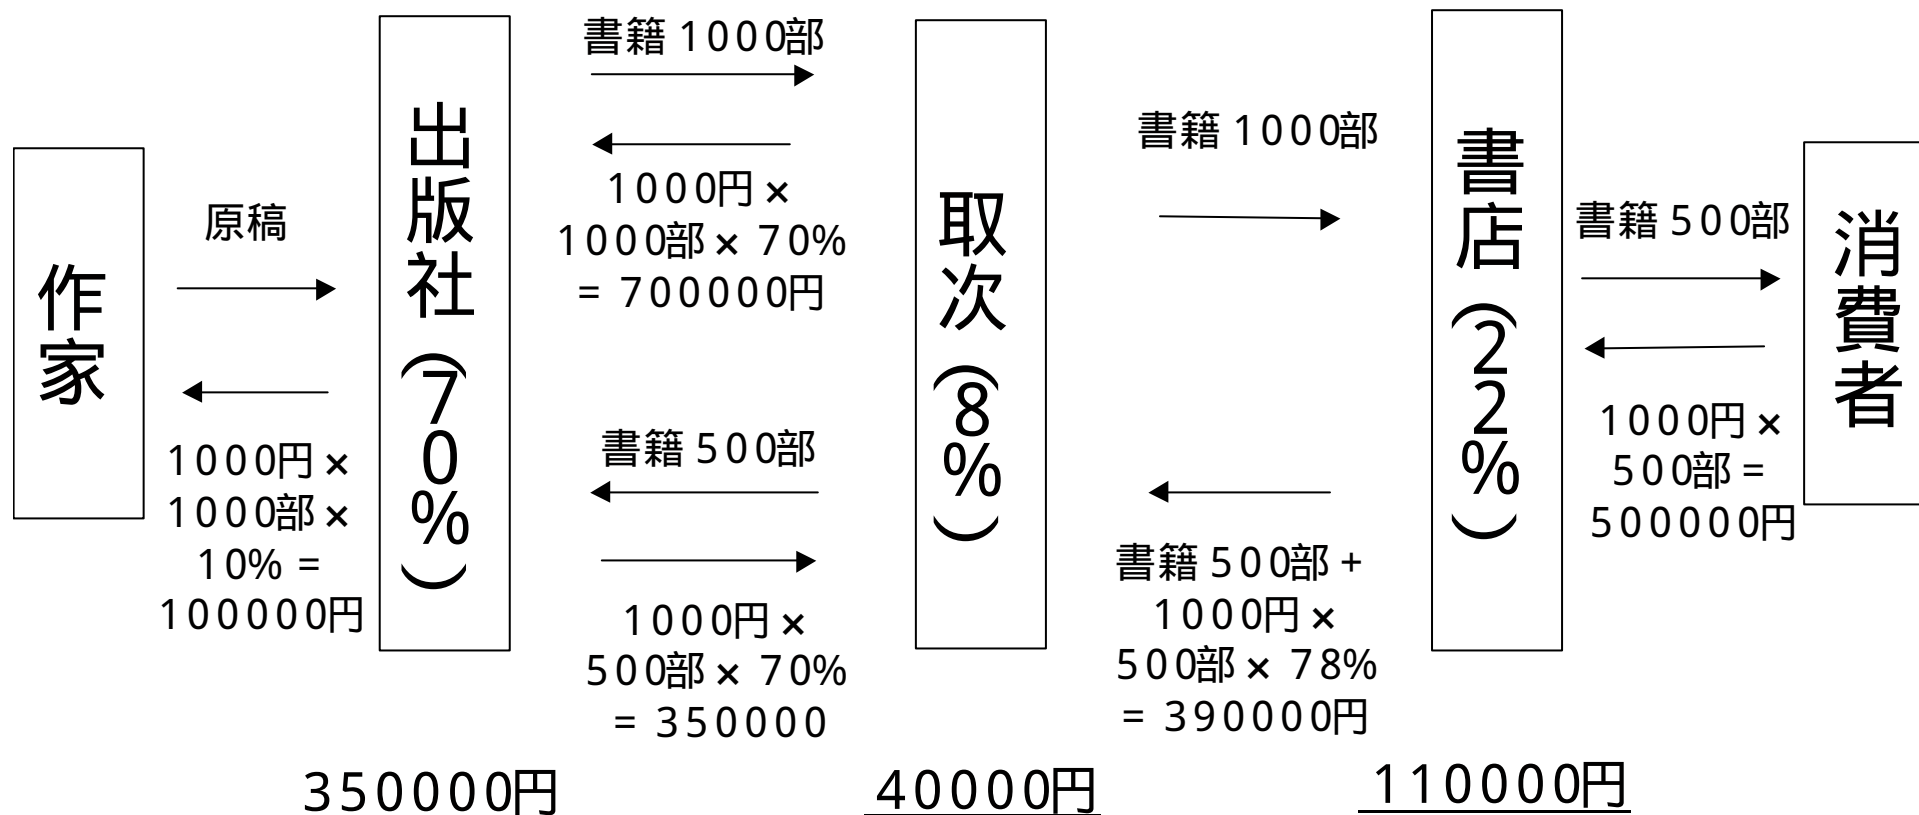 作家
原稿
1000円×
1000部×
10% =
100000円
出版社(70%)
書籍1000部
1000円×
1000部× 70%
= 700000円
書籍500部
1000円×
500部× 70%
= 350000
取次(8%)
書籍1000部
書籍500部+
1000円×
500部× 78%
= 390000円
書店(22%)
書籍500部
1000円×
500部=
500000円
消費者
350000円
40000円
110000円